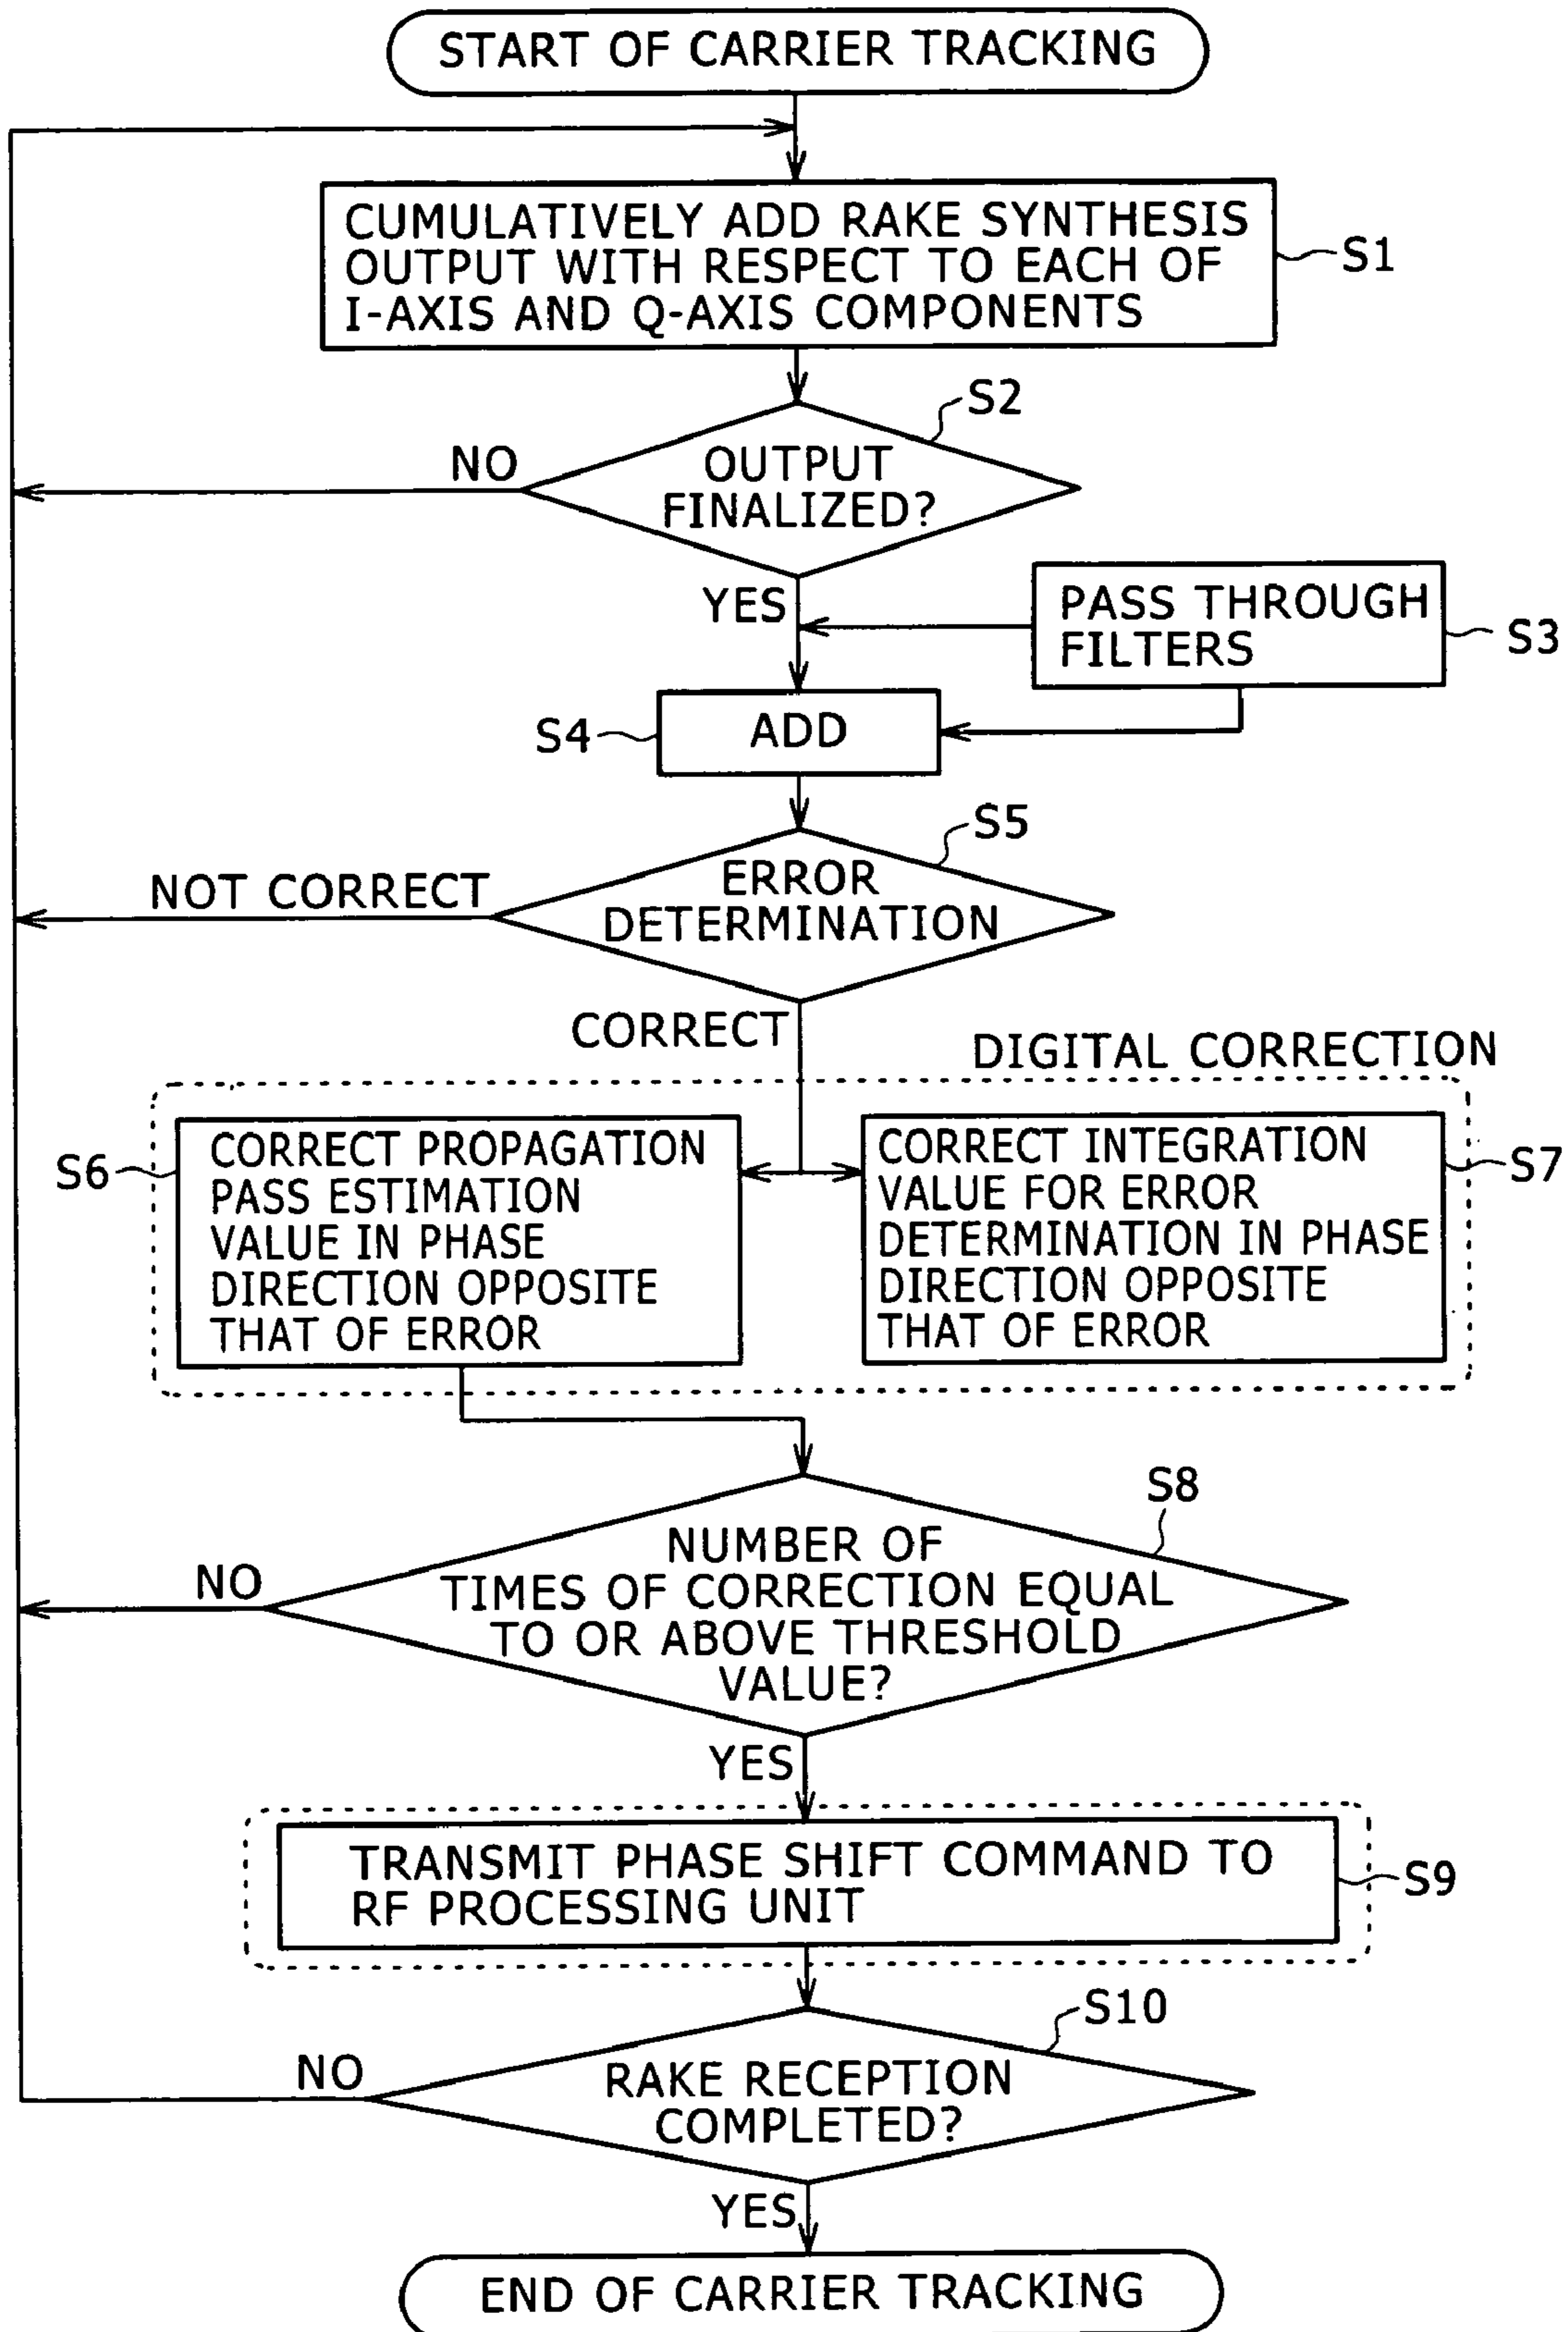 START OF CARRIER TRACKING
CUMULATIVELY ADD RAKE SYNTHESIS
OUTPUT WITH RESPECT TO EACH OF
I-AXIS AND Q-AXIS COMPONENTS
S1
S2
NO
OUTPUT
FINALIZED?
YES
PASS THROUGH
FILTERS
S3
S4
ADD
S5
NOT CORRECT
ERROR
DETERMINATION
CORRECT
DIGITAL CORRECTION
S6
CORRECT PROPAGATION
PASS ESTIMATION
VALUE IN PHASE
DIRECTION OPPOSITE
THAT OF ERROR
CORRECT INTEGRATION
VALUE FOR ERROR
DETERMINATION IN PHASE
DIRECTION OPPOSITE
THAT OF ERROR
S7
S8
NO
NUMBER OF
TIMES OF CORRECTION EQUAL
TO OR ABOVE THRESHOLD
VALUE?
YES
TRANSMIT PHASE SHIFT COMMAND TO
RF PROCESSING UNIT
S9
S10
NO
RAKE RECEPTION
COMPLETED?
YES
END OF CARRIER TRACKING